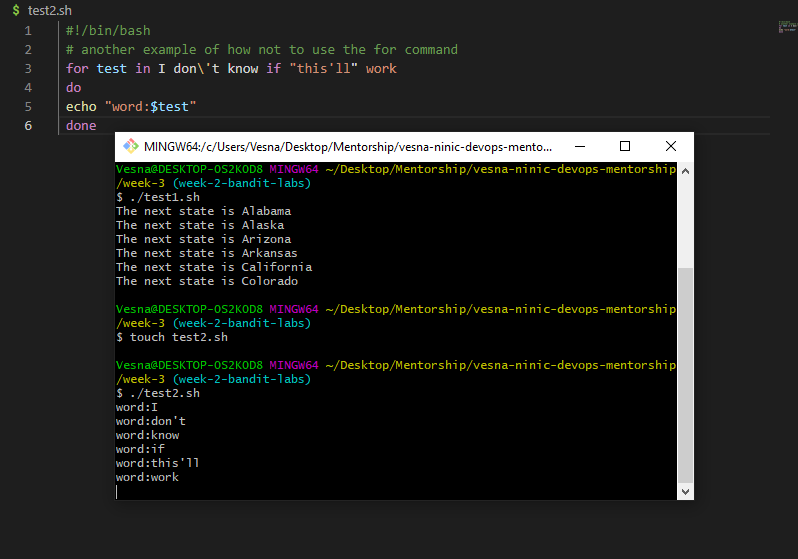 $ test2.sh
1 #!/bin/bash
2 # another example of how not to use the for command
3 for test in I don\'t know if "this'll" work
4 do
5 echo "word:$test"
6 done
MINGW64:/c/Users/Vesna/Desktop/Mentorship/vesna-ninic-devops-mento...
Vesna@DESKTOP-OS2KOD8 MINGW64 ~/Desktop/Mentorship/vesna-ninic-devops-mentorship
/week-3 (week-2-bandit-labs)
$ ./test1.sh
The next state is Alabama
The next state is Alaska
The next state is Arizona
The next state is Arkansas
The next state is California
The next state is Colorado
Vesna@DESKTOP-OS2KOD8 MINGW64 ~/Desktop/Mentorship/vesna-ninic-devops-mentorship
/week-3 (week-2-bandit-labs)
$ touch test2.sh
Vesna@DESKTOP-OS2KOD8 MINGW64 ~/Desktop/Mentorship/vesna-ninic-devops-mentorship
/week-3 (week-2-bandit-labs)
$ ./test2.sh
word:I
word:don't
word:know
word:if
word:this'll
word:work